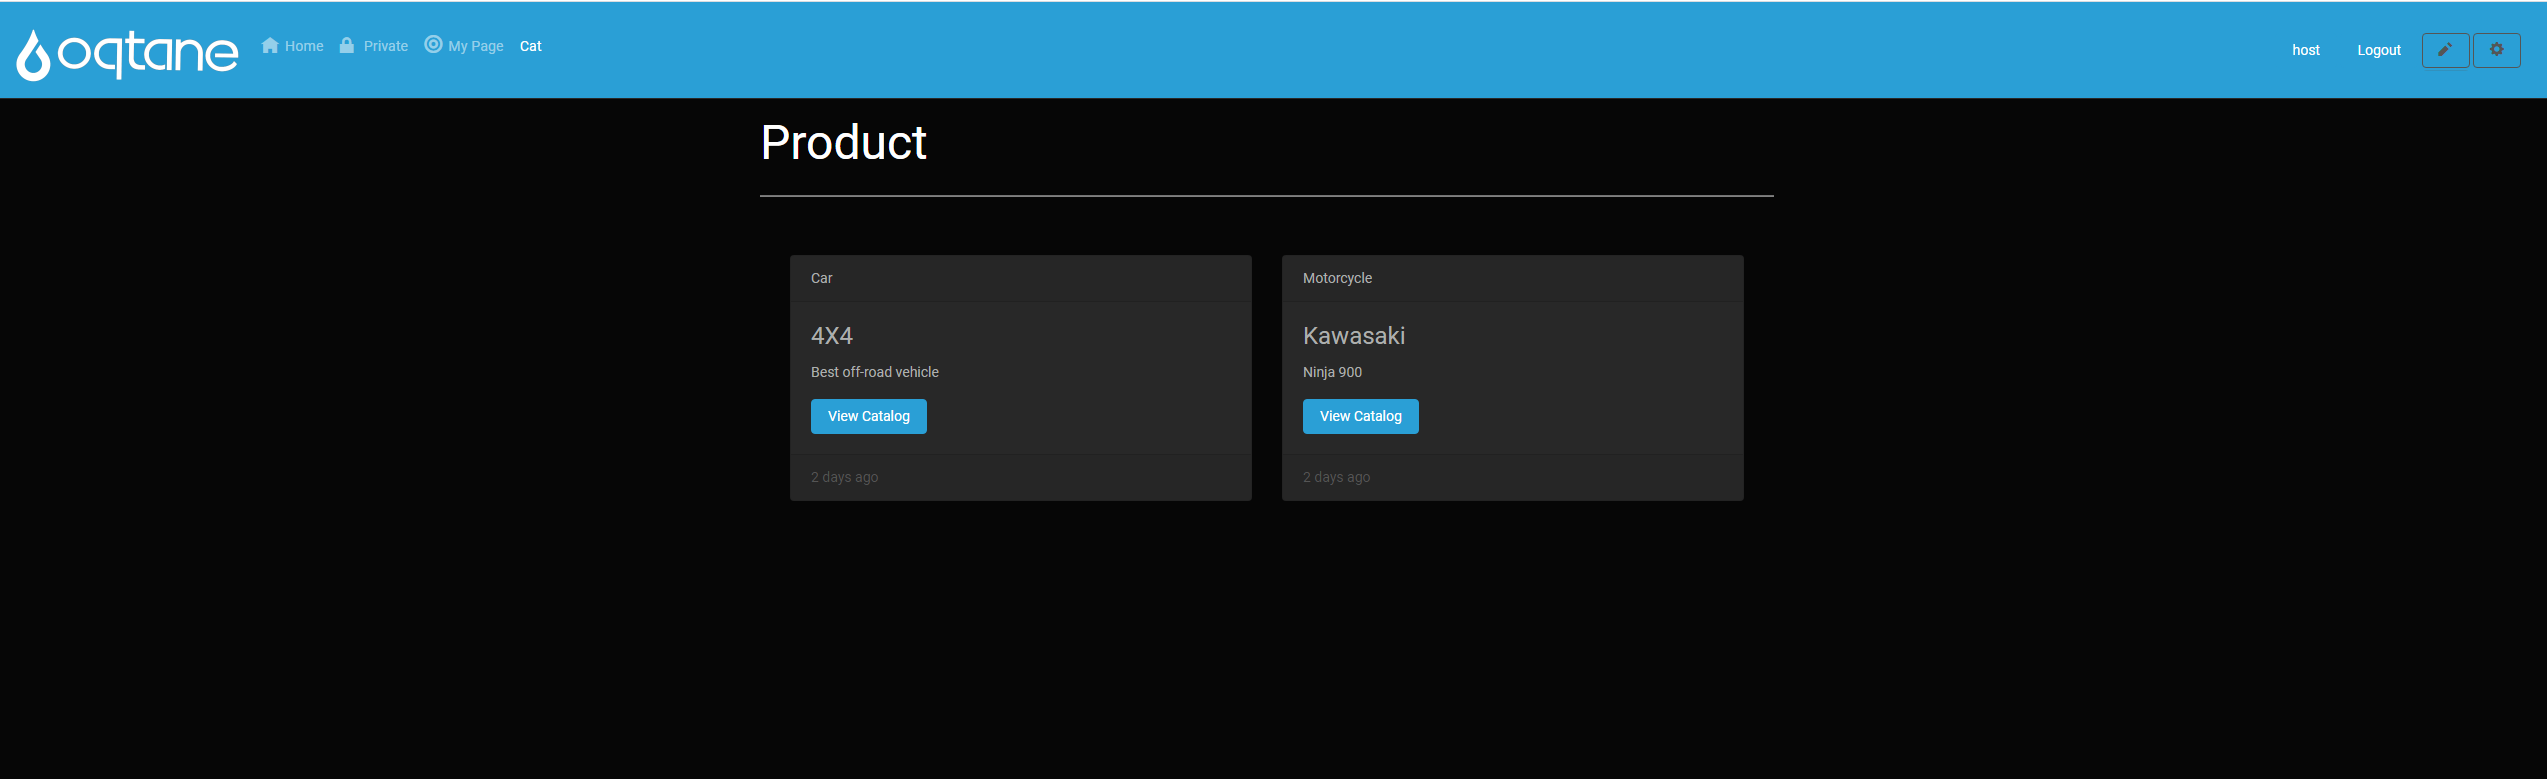 oqtane
Home Private My Page Cat
host Logout
Product
Car
4X4
Best off-road vehicle
View Catalog
2 days ago
Motorcycle
Kawasaki
Ninja 900
View Catalog
2 days ago